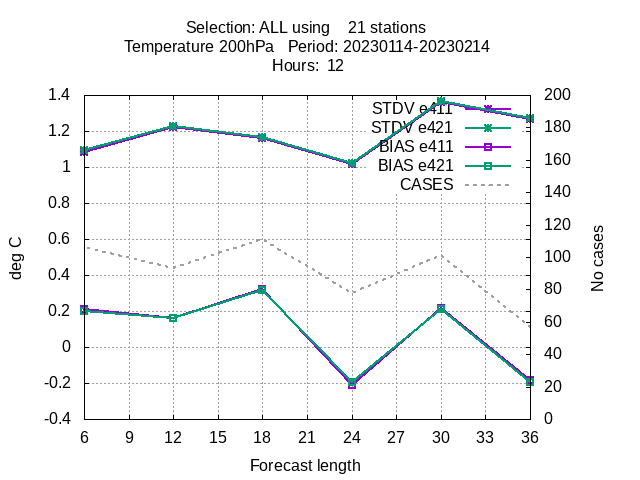 Selection: ALL using    21 stations
Temperature 200hPa   Period: 20230114-20230214
Hours:  12
1.4
1.2
1
0.8
0.6
0.4
0.2
0
-0.2
-0.4
deg C
STDV e411
STDV e421
BIAS e411
BIAS e421
CASES
200
180
160
140
120
100
80
60
40
20
0
No cases
6 9 12 15 18 21 24 27 30 33 36
Forecast length